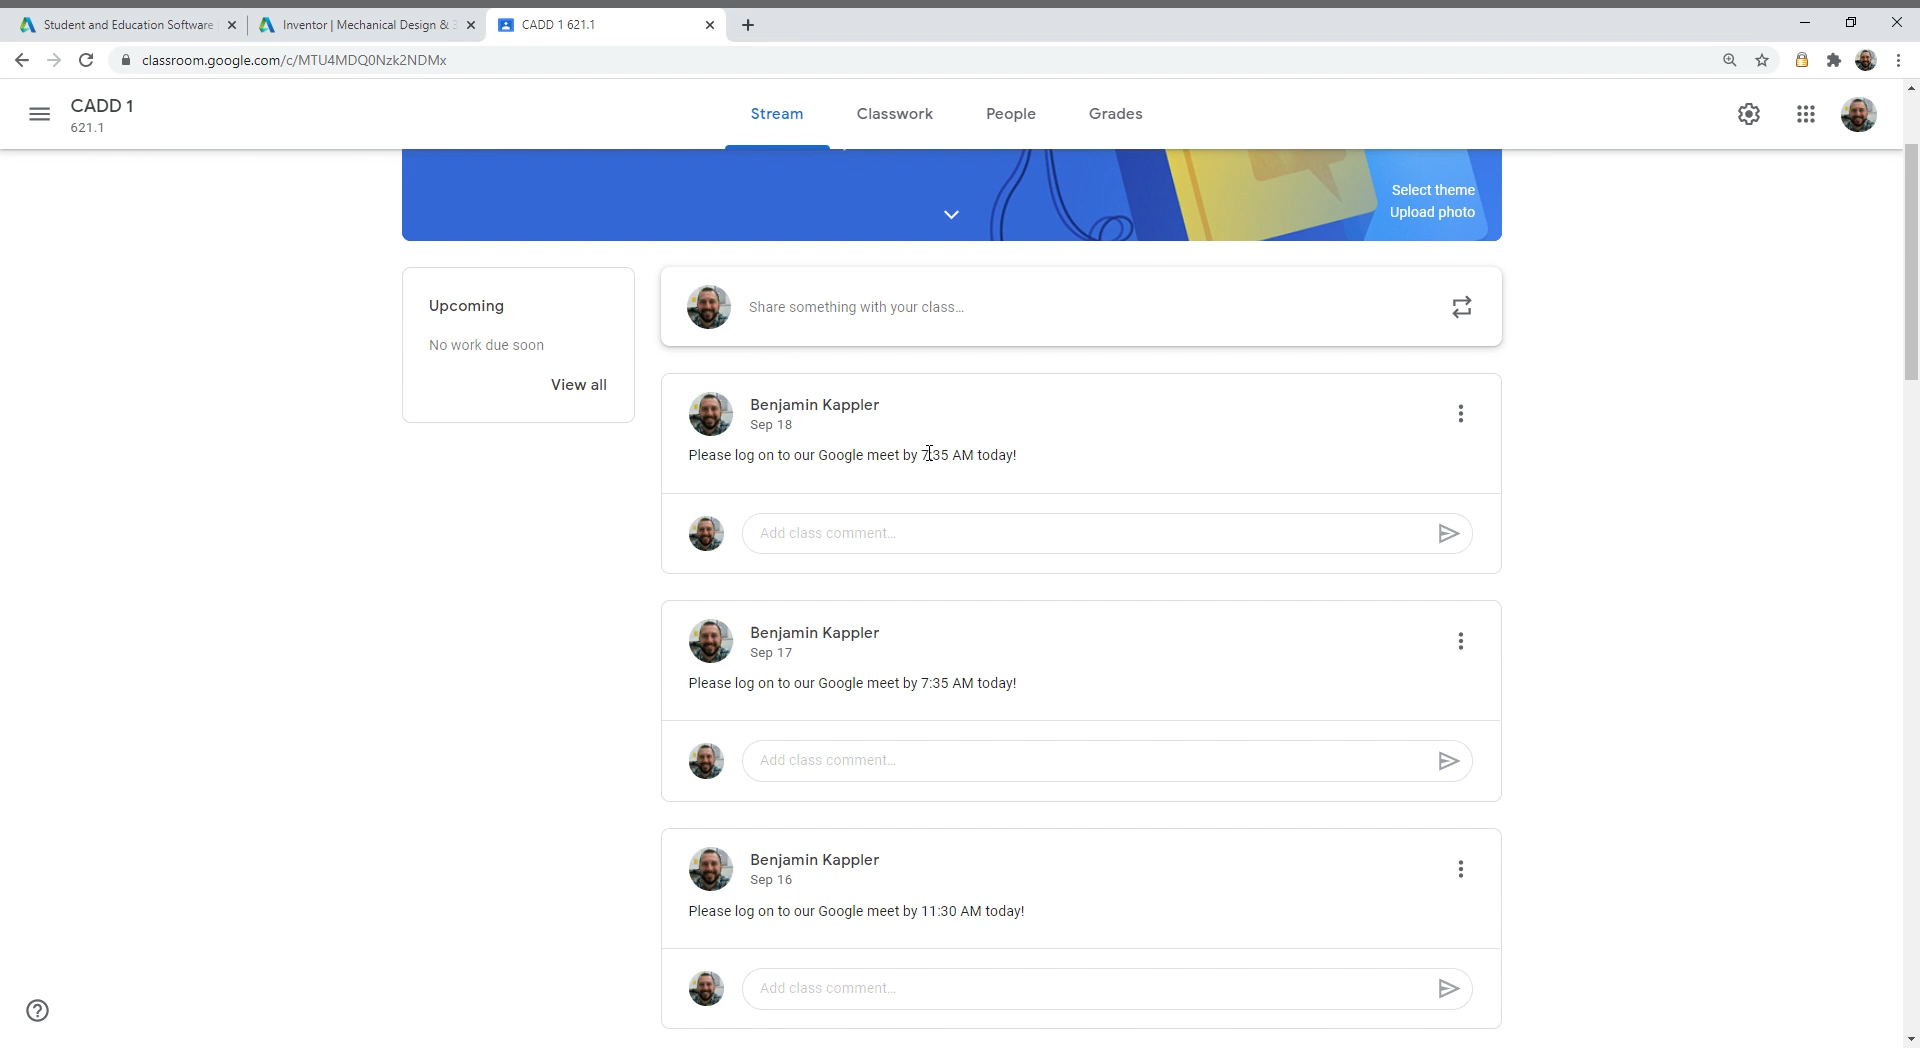 Student and Education Software
Inventor | Mechanical Design & 3
CADD 1 621.1
classroom.google.com/c/MTU4MDQ0Nzk2NDMx
CADD 1
621.1
Stream
Classwork
People
Grades
Select theme
Upload photo
Upcoming
No work due soon
View all
Share something with your class...
Benjamin Kappler
Sep 18
Please log on to our Google meet by 7:35 AM today!
Add class comment...
Benjamin Kappler
Sep 17
Please log on to our Google meet by 7:35 AM today!
Add class comment...
Benjamin Kappler
Sep 16
Please log on to our Google meet by 11:30 AM today!
Add class comment...